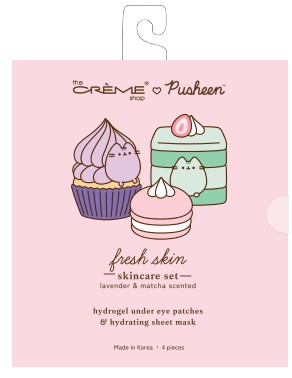 the
CRÈME® ♡ Pusheen™
shop
fresh skin
skincare set
lavender & matcha scented
hydrogel under eye patches
& hydrating sheet mask
Made in Korea • 4 pieces